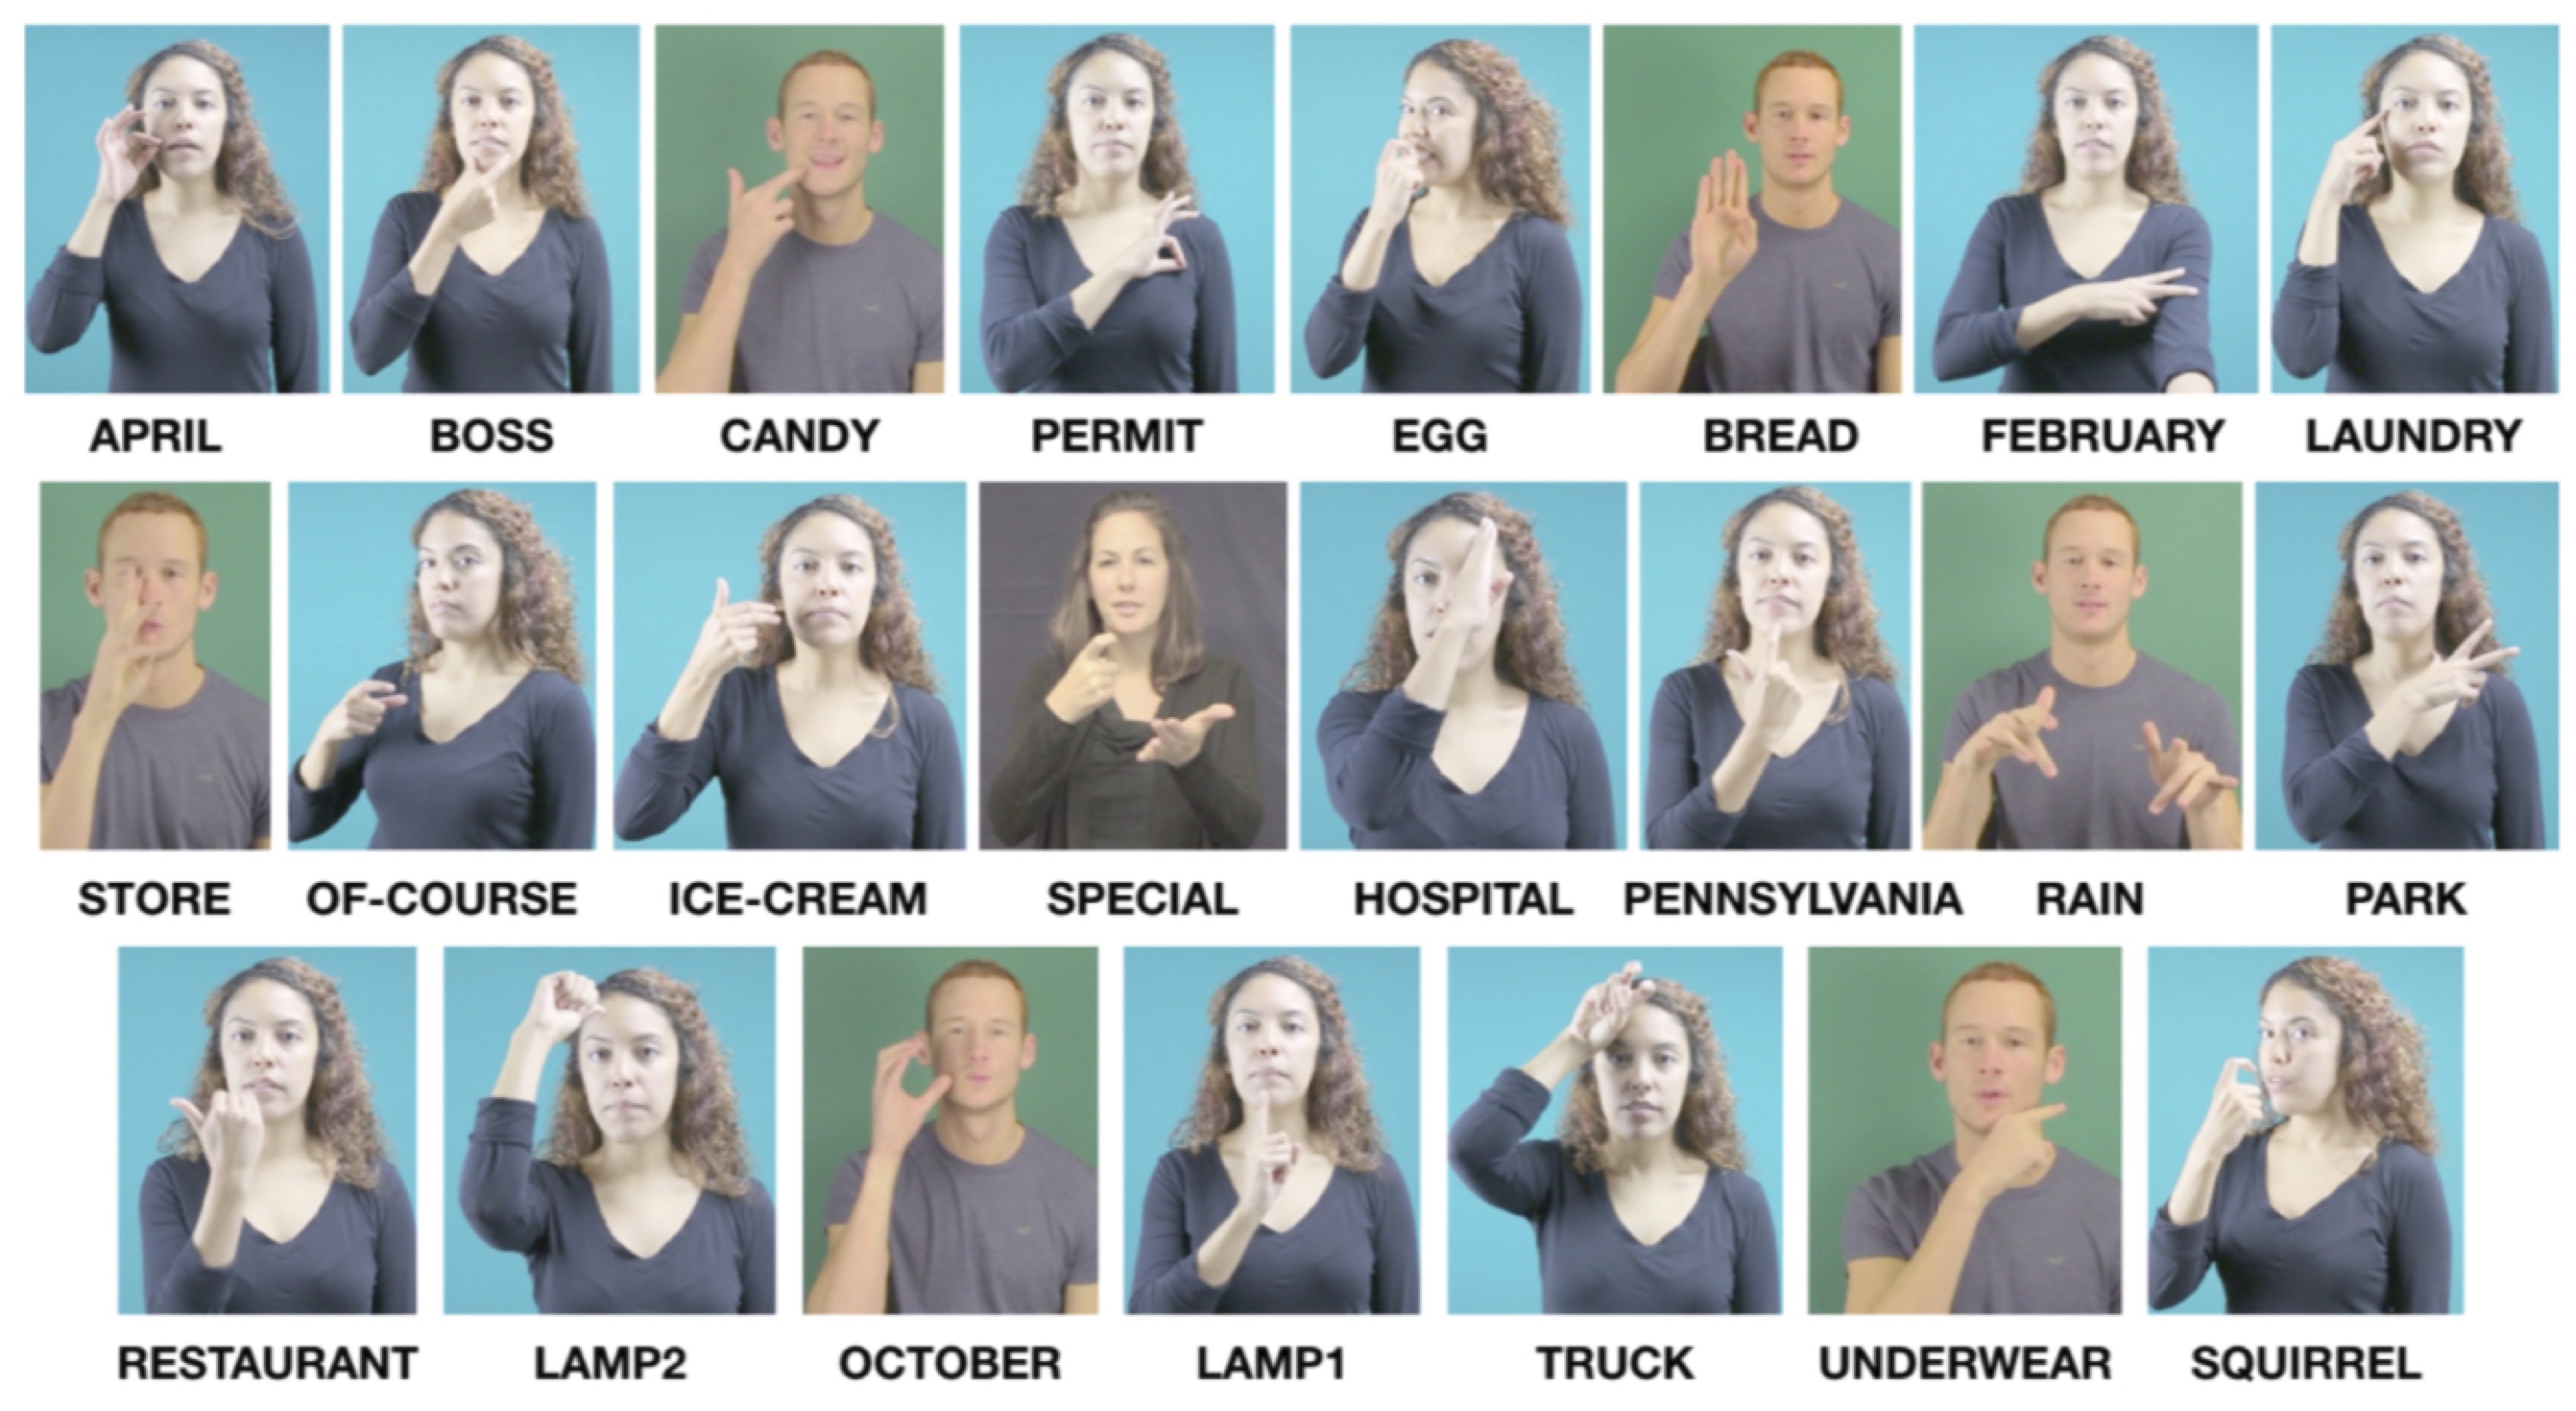 APRIL BOSS CANDY PERMIT EGG BREAD FEBRUARY LAUNDRY
STORE OF-COURSE ICE-CREAM SPECIAL HOSPITAL PENNSYLVANIA RAIN PARK
RESTAURANT LAMP2 OCTOBER LAMP1 TRUCK UNDERWEAR SQUIRREL